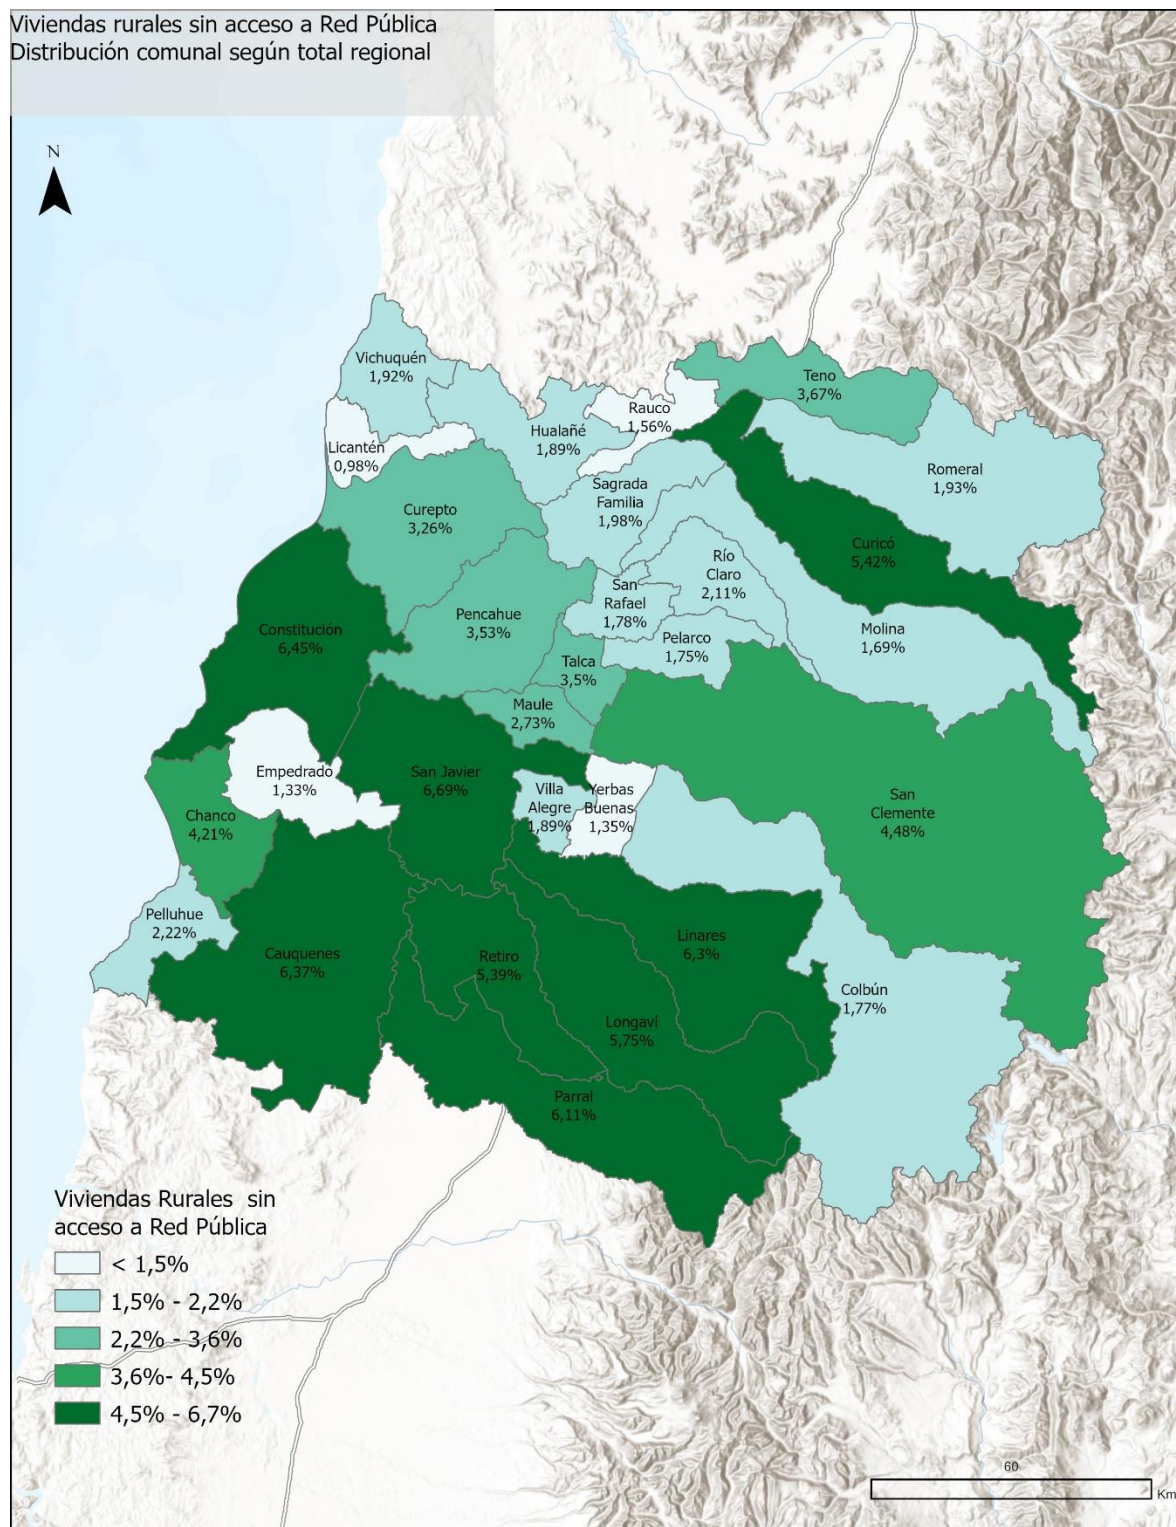 Viviendas rurales sin acceso a Red Pública
Distribución comunal según total regional
N
Vichuquén
1,92%
Teno
3,67%
Rauco
1,56%
Licantén
0,98%
Hualañé
1,89%
Romeral
1,93%
Sagrada
Familia
1,98%
Curepto
3,26%
Curicó
5,42%
Río
Claro
2,11%
San
Rafael
1,78%
Pencahue
3,53%
Constitución
6,45%
Molina
1,69%
Pelarco
1,75%
Talca
3,5%
Maule
2,73%
Empedrado
1,33%
San Javier
6,69%
Villa
Alegre
1,89%
Yerbas
Buenas
1,35%
San
Clemente
4,48%
Chanco
4,21%
Pelluhue
2,22%
Linares
6,3%
Cauquenes
6,37%
Retiro
5,39%
Colbún
1,77%
Longaví
5,75%
Parral
6,11%
Viviendas Rurales sin
acceso a Red Pública
< 1,5%
1,5% - 2,2%
2,2% - 3,6%
3,6%- 4,5%
4,5% - 6,7%
60
Km